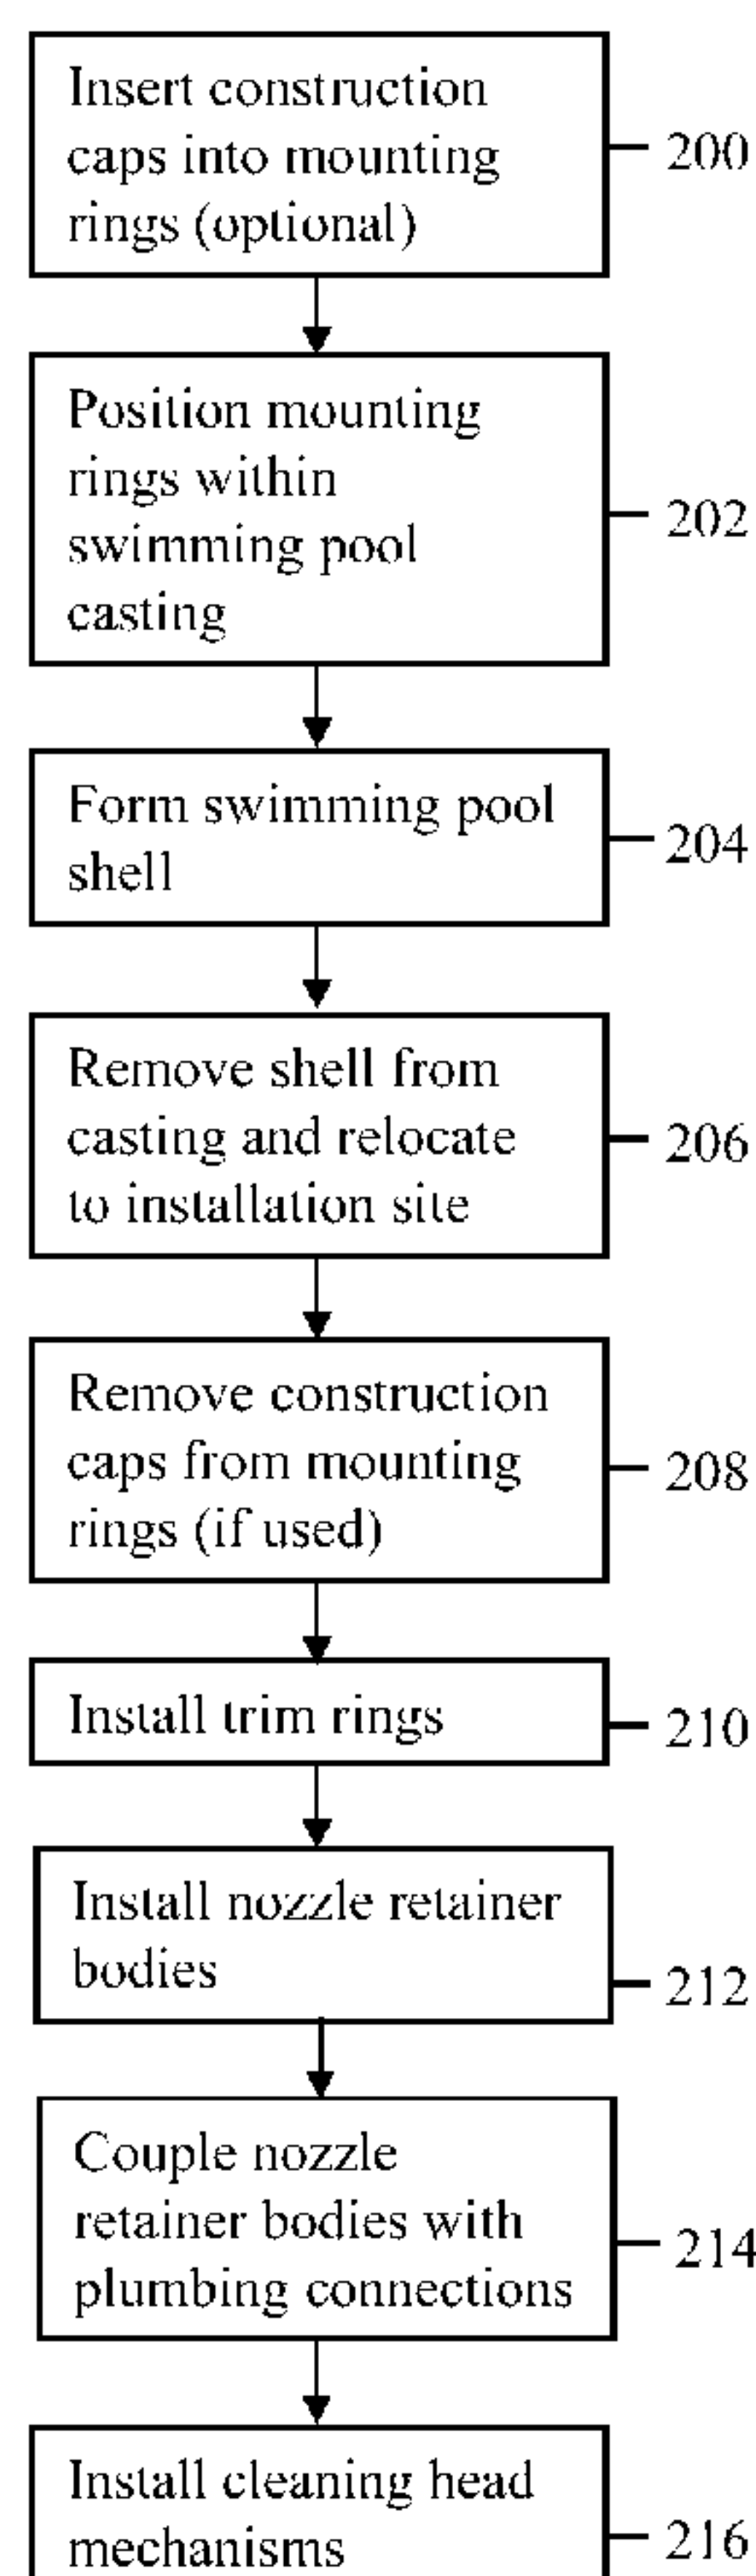 Insert construction
caps into mounting
rings (optional)
200
Position mounting
rings within
swimming pool
casting
202
Form swimming pool
shell
204
Remove shell from
casting and relocate
to installation site
206
Remove construction
caps from mounting
rings (if used)
208
Install trim rings
210
Install nozzle retainer
bodies
212
Couple nozzle
retainer bodies with
plumbing connections
214
Install cleaning head
mechanisms
216